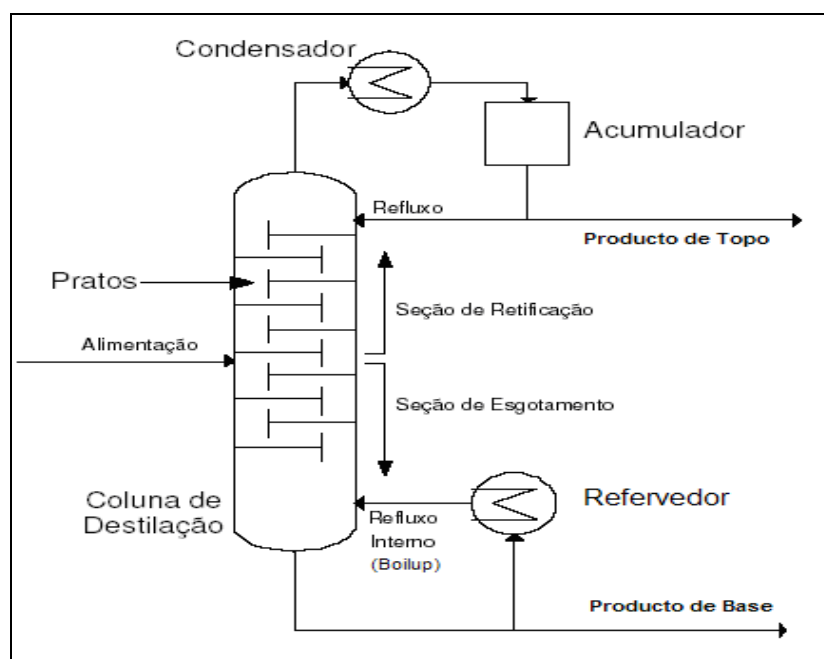 Condensador
Acumulador
Refluxo
Producto de Topo
Pratos
Seção de Retificação
Alimentação
Seção de Esgotamento
Coluna de
Destilação
Refluxo
Interno
(Boilup)
Refervedor
Producto de Base